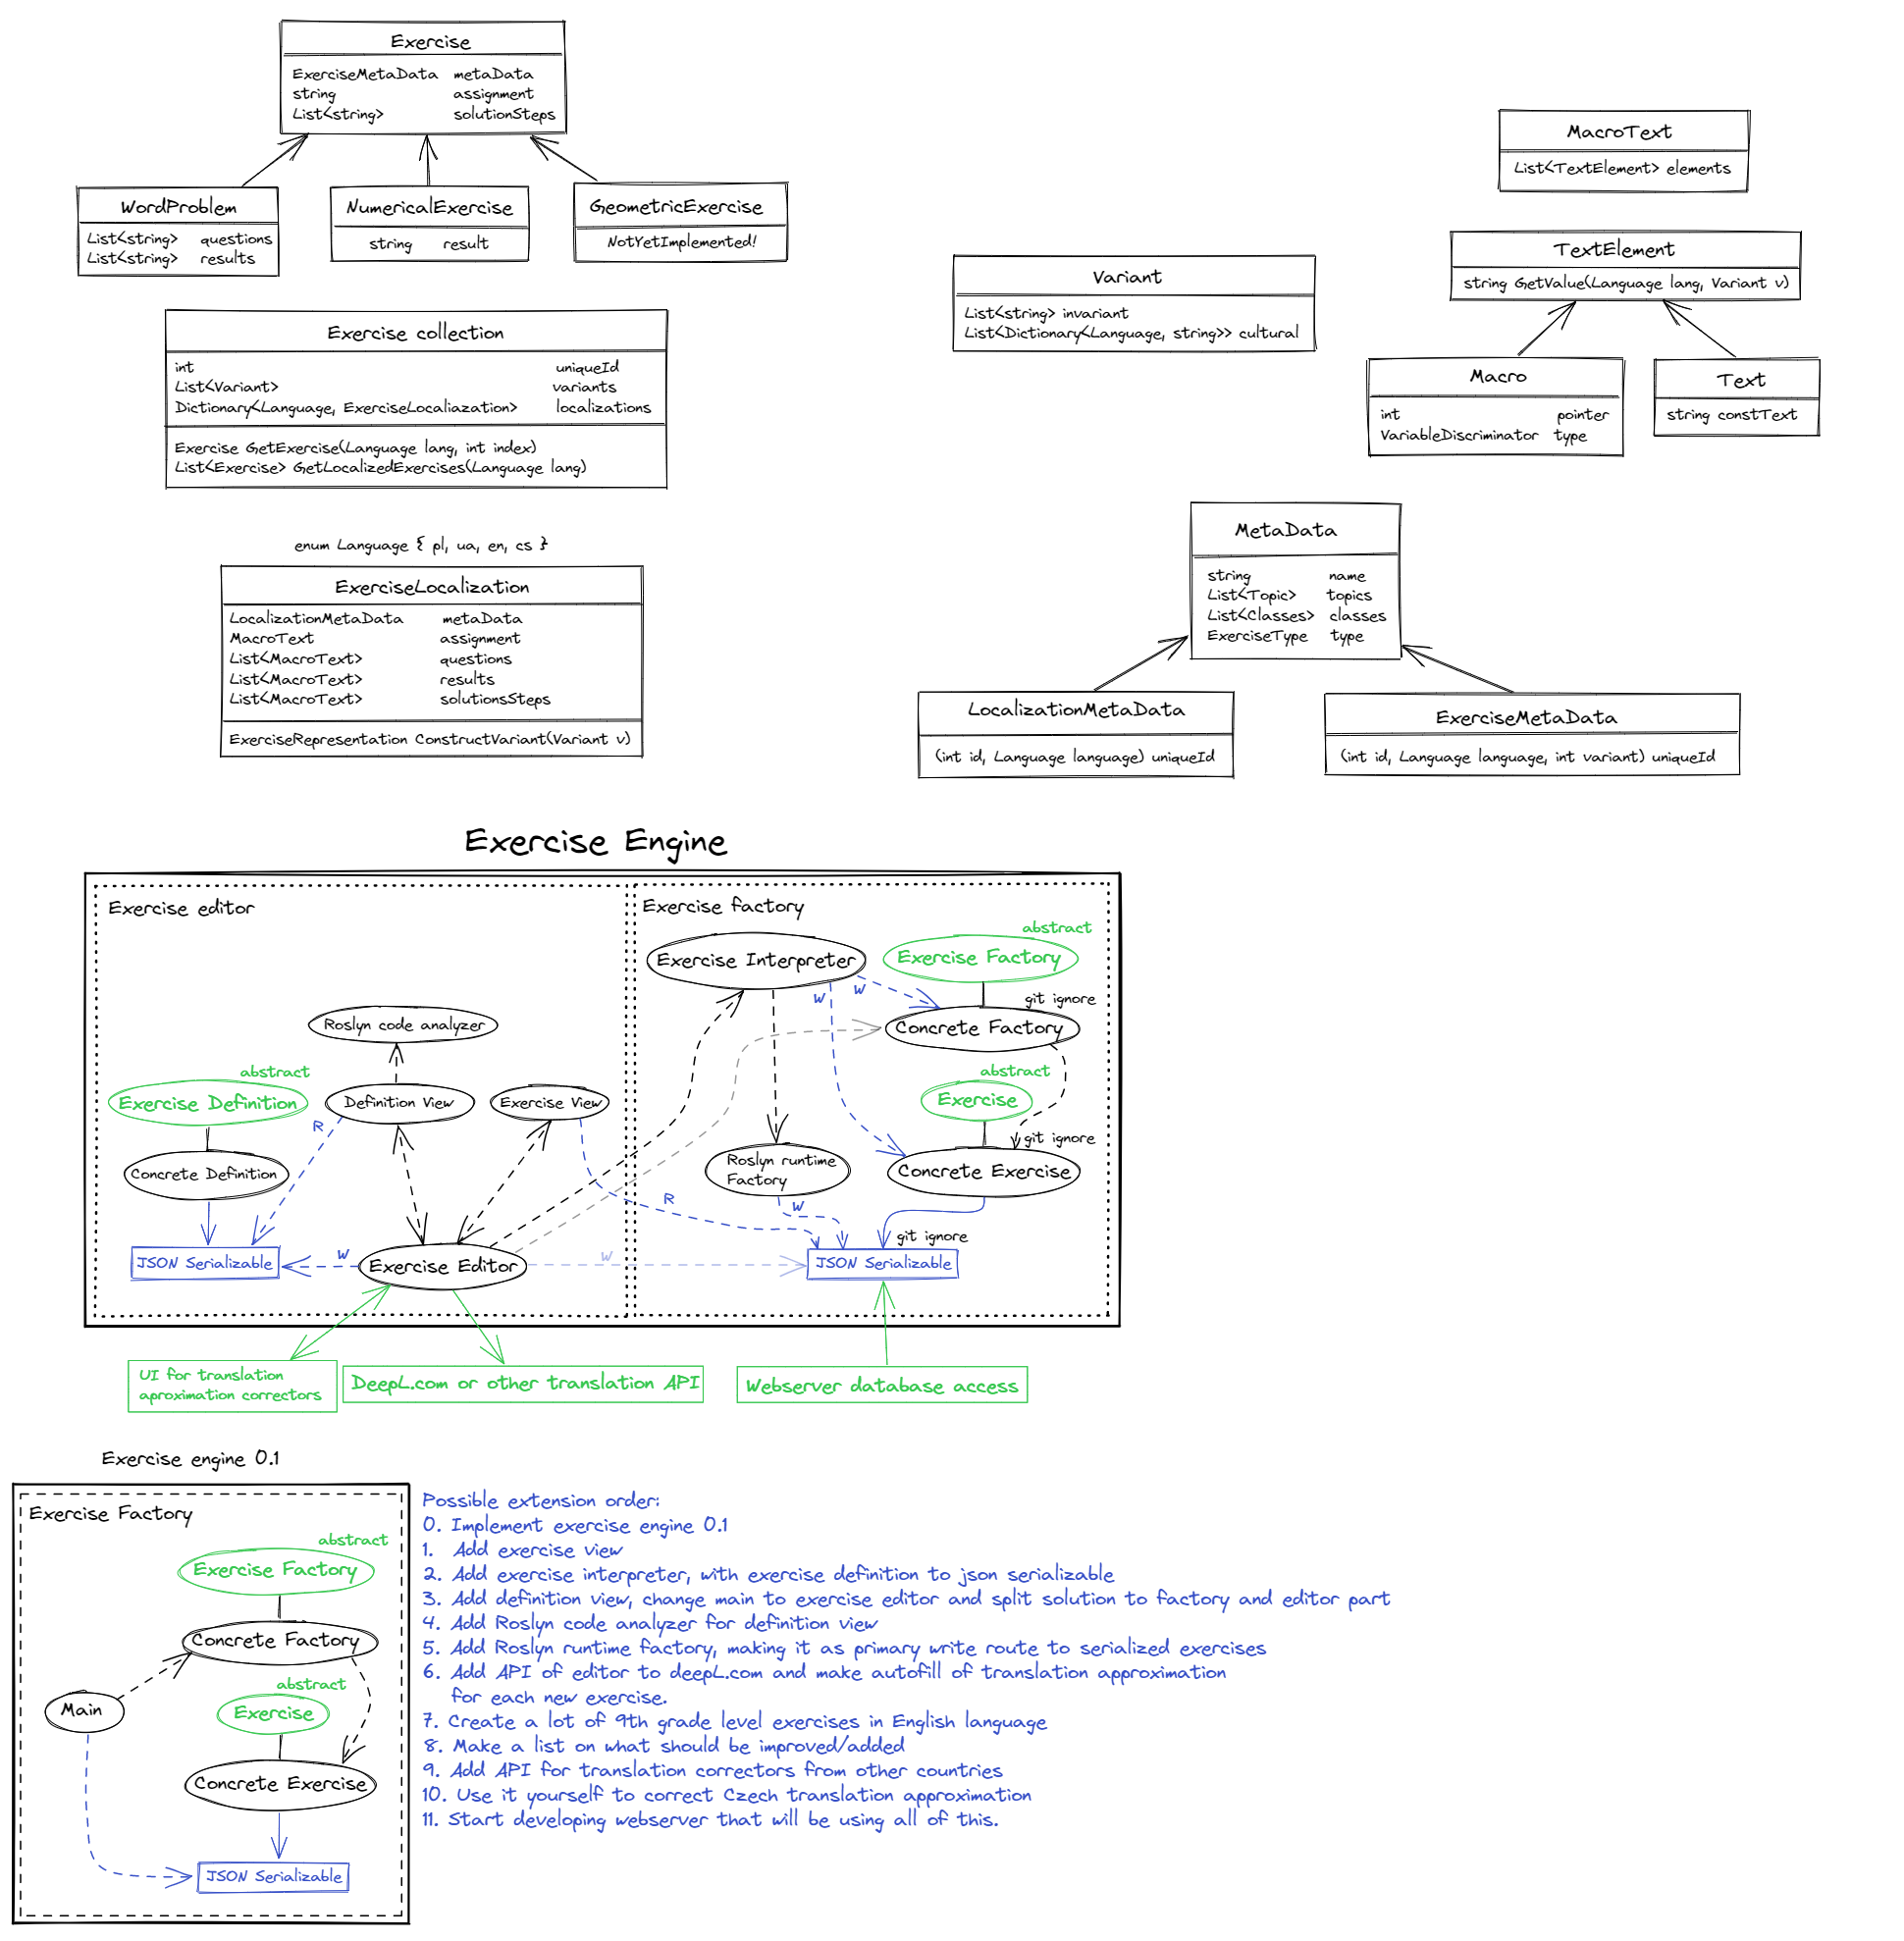 Exercise
ExerciseMetaData metaData
string assignment
List<string> solutionSteps
WordProblem
List<string> questions
List<string> results
NumericalExercise
string result
GeometricExercise
NotYetImplemented!
MacroText
List<TextElement> elements
TextElement
string GetValue(Language lang, Variant v)
Variant
List<string> invariant
List<Dictionary<Language, string>> cultural
Macro
int pointer
VariableDiscriminator type
Text
string constText
Exercise collection
int uniqueId
List<Variant> variants
Dictionary<Language, ExerciseLocaliazation> localizations
Exercise GetExercise(Language lang, int index)
List<Exercise> GetLocalizedExercises(Language lang)
enum Language { pl, ua, en, cs }
ExerciseLocalization
LocalizationMetaData metaData
MacroText assignment
List<MacroText> questions
List<MacroText> results
List<MacroText> solutionsSteps
ExerciseRepresentation ConstructVariant(Variant v)
MetaData
string name
List<Topic> topics
List<Classes> classes
ExerciseType type
LocalizationMetaData
(int id, Language language) uniqueId
ExerciseMetaData
(int id, Language language, int variant) uniqueId
Exercise Engine
Exercise editor
Roslyn code analyzer
abstract
Exercise Definition
Definition View
Exercise View
R
Concrete Definition
JSON Serializable
W
Exercise Editor
Exercise factory
abstract
Exercise Interpreter
Exercise Factory
W
W
git ignore
Concrete Factory
abstract
Exercise
git ignore
Roslyn runtime
Factory
Concrete Exercise
R
W
git ignore
W
JSON Serializable
UI for translation
aproximation correctors
DeepL.com or other translation API
Webserver database access
Exercise engine 0.1
Exercise Factory
abstract
Exercise Factory
Concrete Factory
abstract
Main
Exercise
Concrete Exercise
JSON Serializable
Possible extension order:
0. Implement exercise engine 0.1
1. Add exercise view
2. Add exercise interpreter, with exercise definition to json serializable
3. Add definition view, change main to exercise editor and split solution to factory and editor part
4. Add Roslyn code analyzer for definition view
5. Add Roslyn runtime factory, making it as primary write route to serialized exercises
6. Add API of editor to deepL.com and make autofill of translation approximation
for each new exercise.
7. Create a lot of 9th grade level exercises in English language
8. Make a list on what should be improved/added
9. Add API for translation correctors from other countries
10. Use it yourself to correct Czech translation approximation
11. Start developing webserver that will be using all of this.